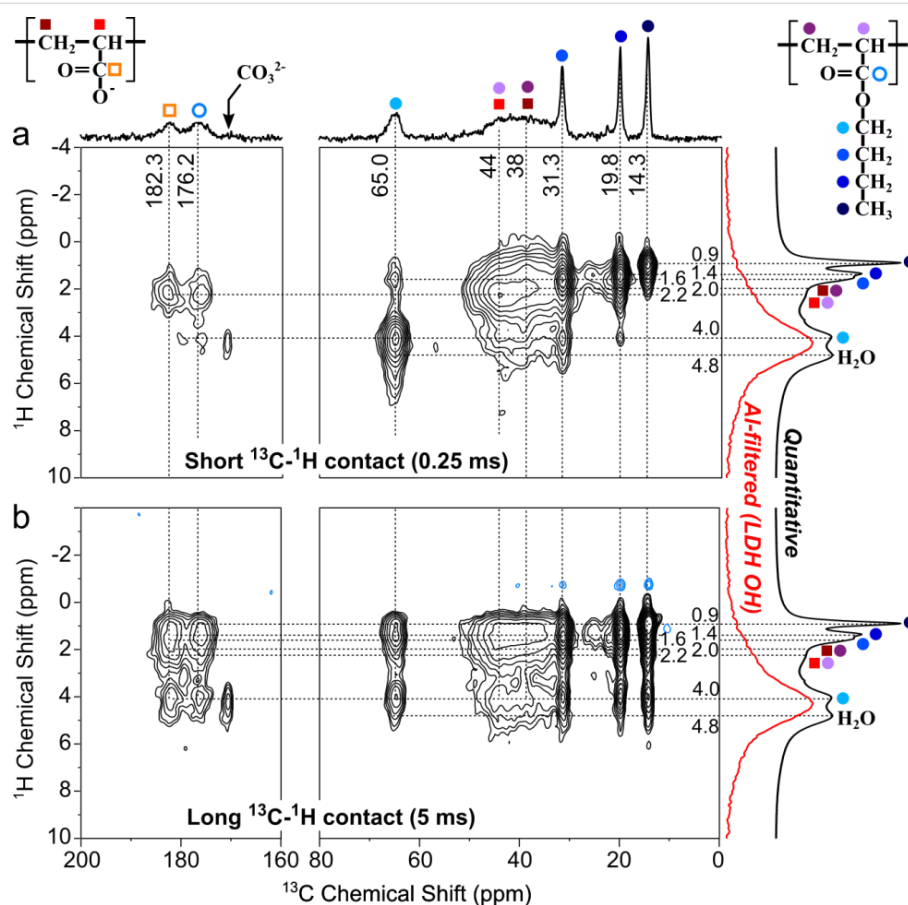 CH₂—CH
O=C
O⁻
CO₃²⁻
CH₂—CH
O=C
O
CH₂
CH₂
CH₂
CH₃
a
182.3
176.2
65.0
44
38
31.3
19.8
14.3
-4
-2
0
2
4
6
8
10
¹H Chemical Shift (ppm)
0.9
1.4
1.6
2.0
2.2
4.0
4.8
H₂O
Short ¹³C-¹H contact (0.25 ms)
Al-filtered (LDH OH)
Quantitative
b
-2
0
2
4
6
8
10
¹H Chemical Shift (ppm)
0.9
1.4
1.6
2.0
2.2
4.0
4.8
H₂O
Long ¹³C-¹H contact (5 ms)
200
180
160
80
60
40
20
0
¹³C Chemical Shift (ppm)